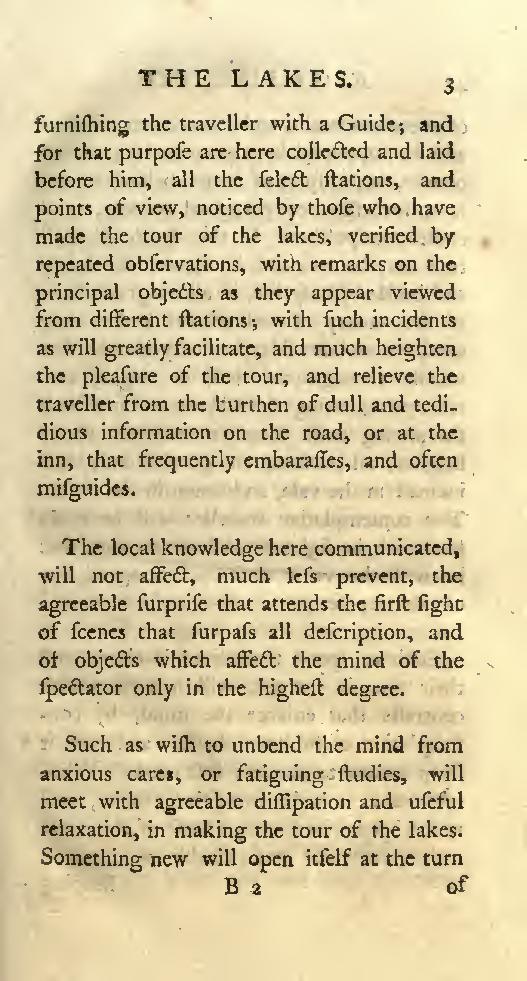 THE LAKES. 3
furniſhing the traveller with a Guide; and
for that purpoſe are here collected and laid
before him, all the ſelect ſtations, and
points of view, noticed by thoſe who have
made the tour of the lakes, verified by
repeated obſervations, with remarks on the
principal objects as they appear viewed
from different ſtations; with ſuch incidents
as will greatly facilitate, and much heighten
the pleaſure of the tour, and relieve the
traveller from the burthen of dull and tedi-
dious information on the road, or at the
inn, that frequently embaraſſes, and often
miſguides.
The local knowledge here communicated,
will not affect, much leſs prevent, the
agreeable ſurpriſe that attends the firſt ſight
of ſcenes that ſurpaſs all deſcription, and
of objects which affect the mind of the
ſpectator only in the higheſt degree.
Such as wiſh to unbend the mind from
anxious cares, or fatiguing ſtudies, will
meet with agreeable diſſipation and uſeful
relaxation, in making the tour of the lakes.
Something new will open itſelf at the turn
B 2 of